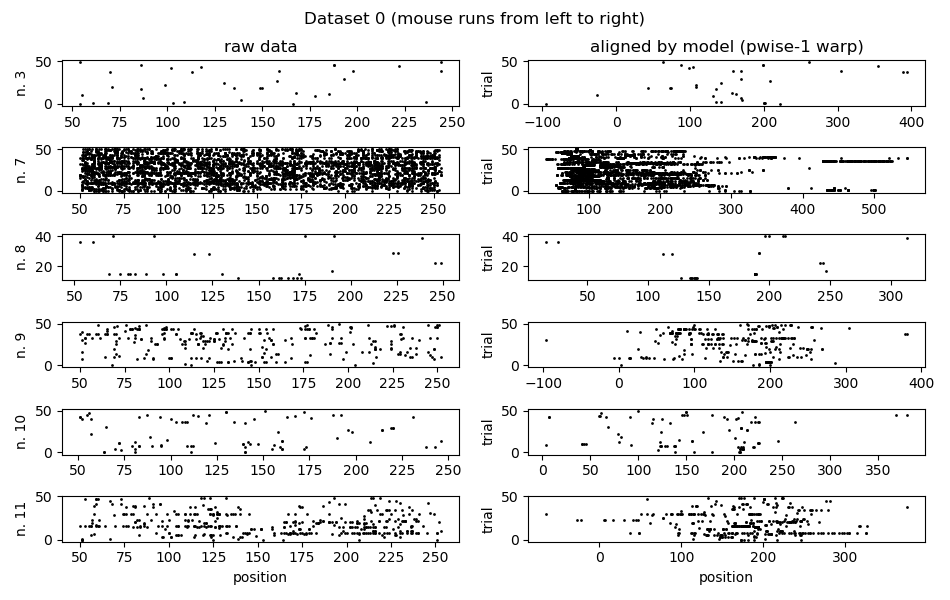 Dataset 0 (mouse runs from left to right)
raw data
aligned by model (pwise-1 warp)
n. 3
50
0
50 75 100 125 150 175 200 225 250
trial
50
0
−100 0 100 200 300 400
n. 7
50
0
50 75 100 125 150 175 200 225 250
trial
50
0
100 200 300 400 500
n. 8
40
20
50 75 100 125 150 175 200 225 250
trial
40
20
50 100 150 200 250 300
n. 9
50
0
50 75 100 125 150 175 200 225 250
trial
50
0
−100 0 100 200 300 400
n. 10
50
0
50 75 100 125 150 175 200 225 250
trial
50
0
0 50 100 150 200 250 300 350
n. 11
50
0
50 75 100 125 150 175 200 225 250
position
trial
50
0
0 100 200 300
position